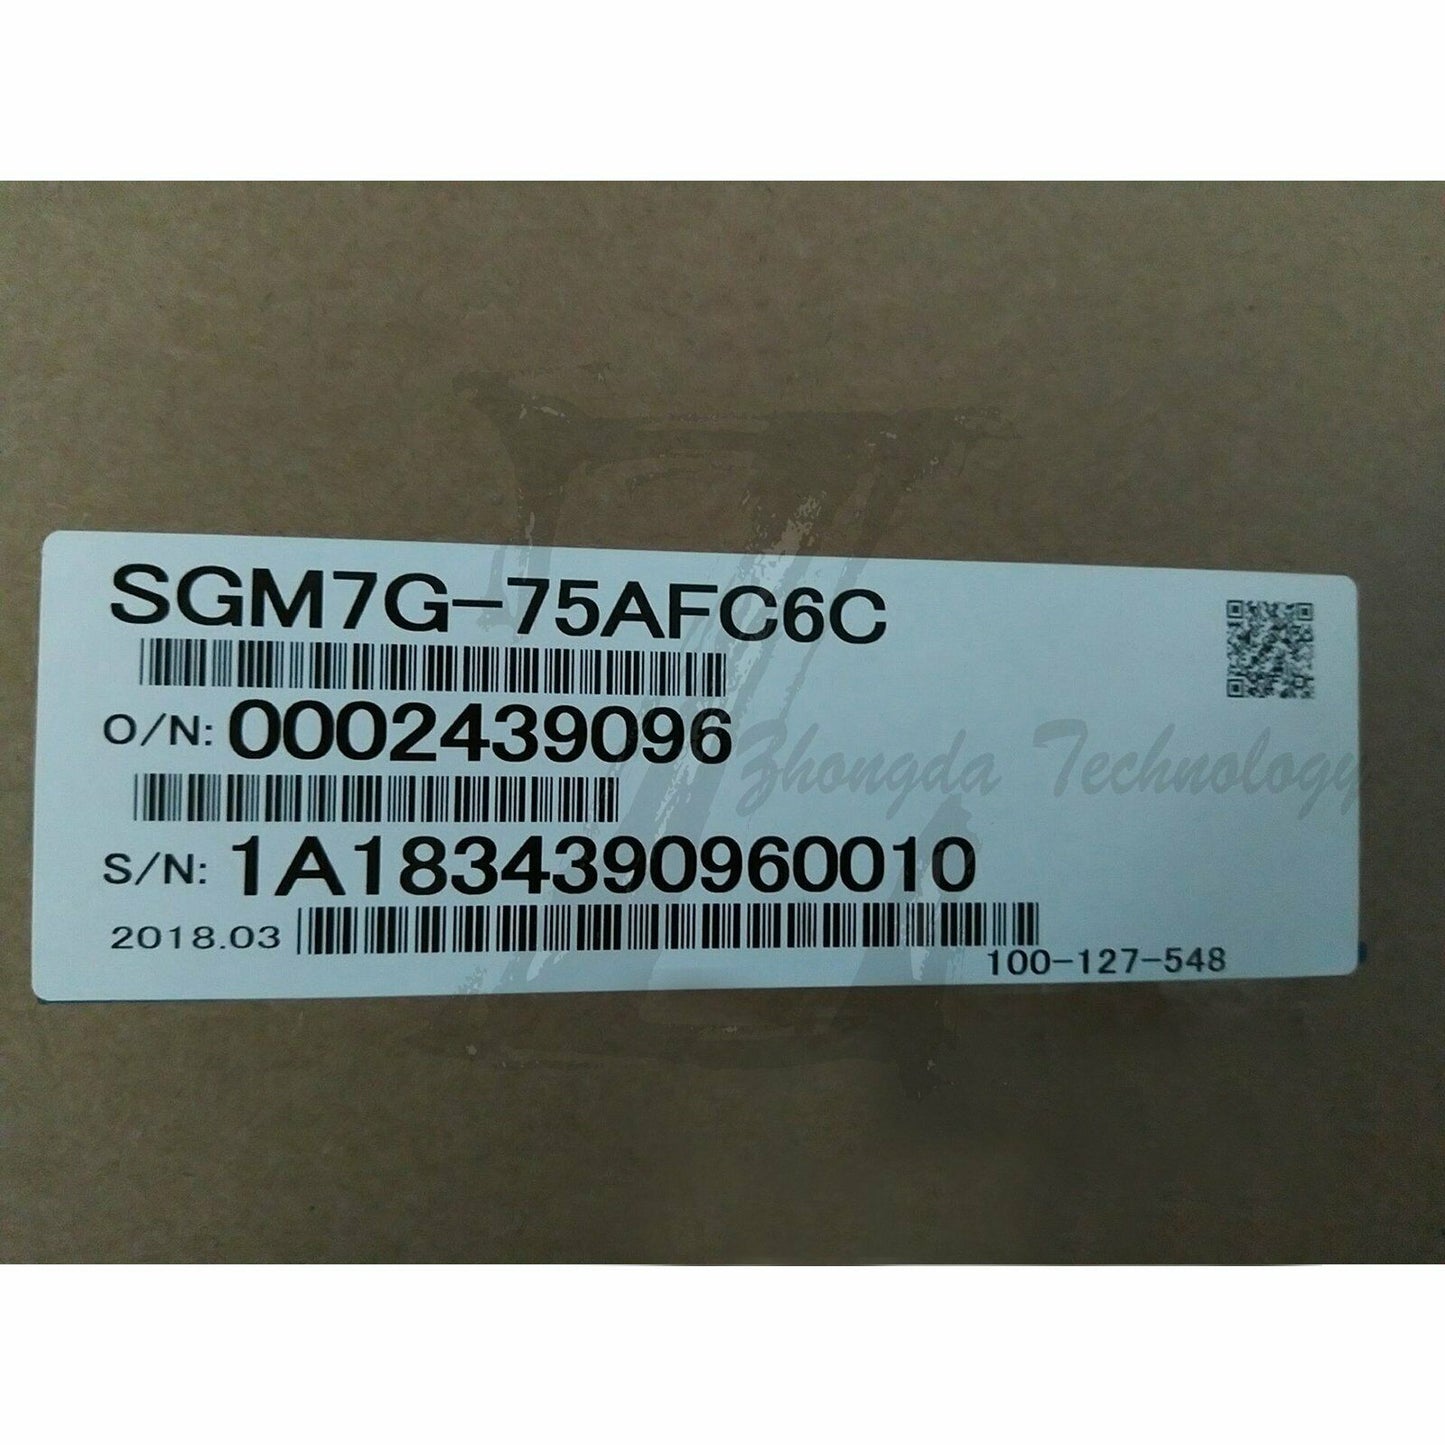 SGM7G-75AFC6C
O/N: 0002439096
Zhongda Technology
S/N: 1A1834390960010
2018.03
100-127-548